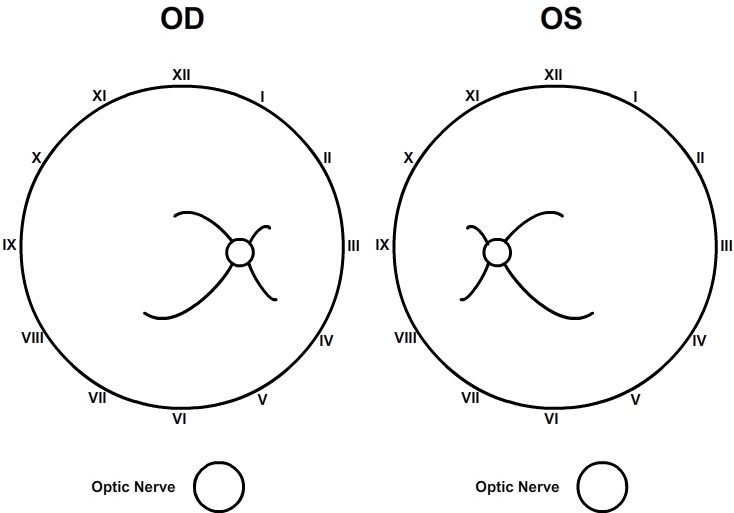 OD
XII
XI
I
X
II
IX
III
VIII
IV
VII
V
VI
Optic Nerve
OS
XII
XI
I
X
II
IX
III
VIII
IV
VII
V
VI
Optic Nerve